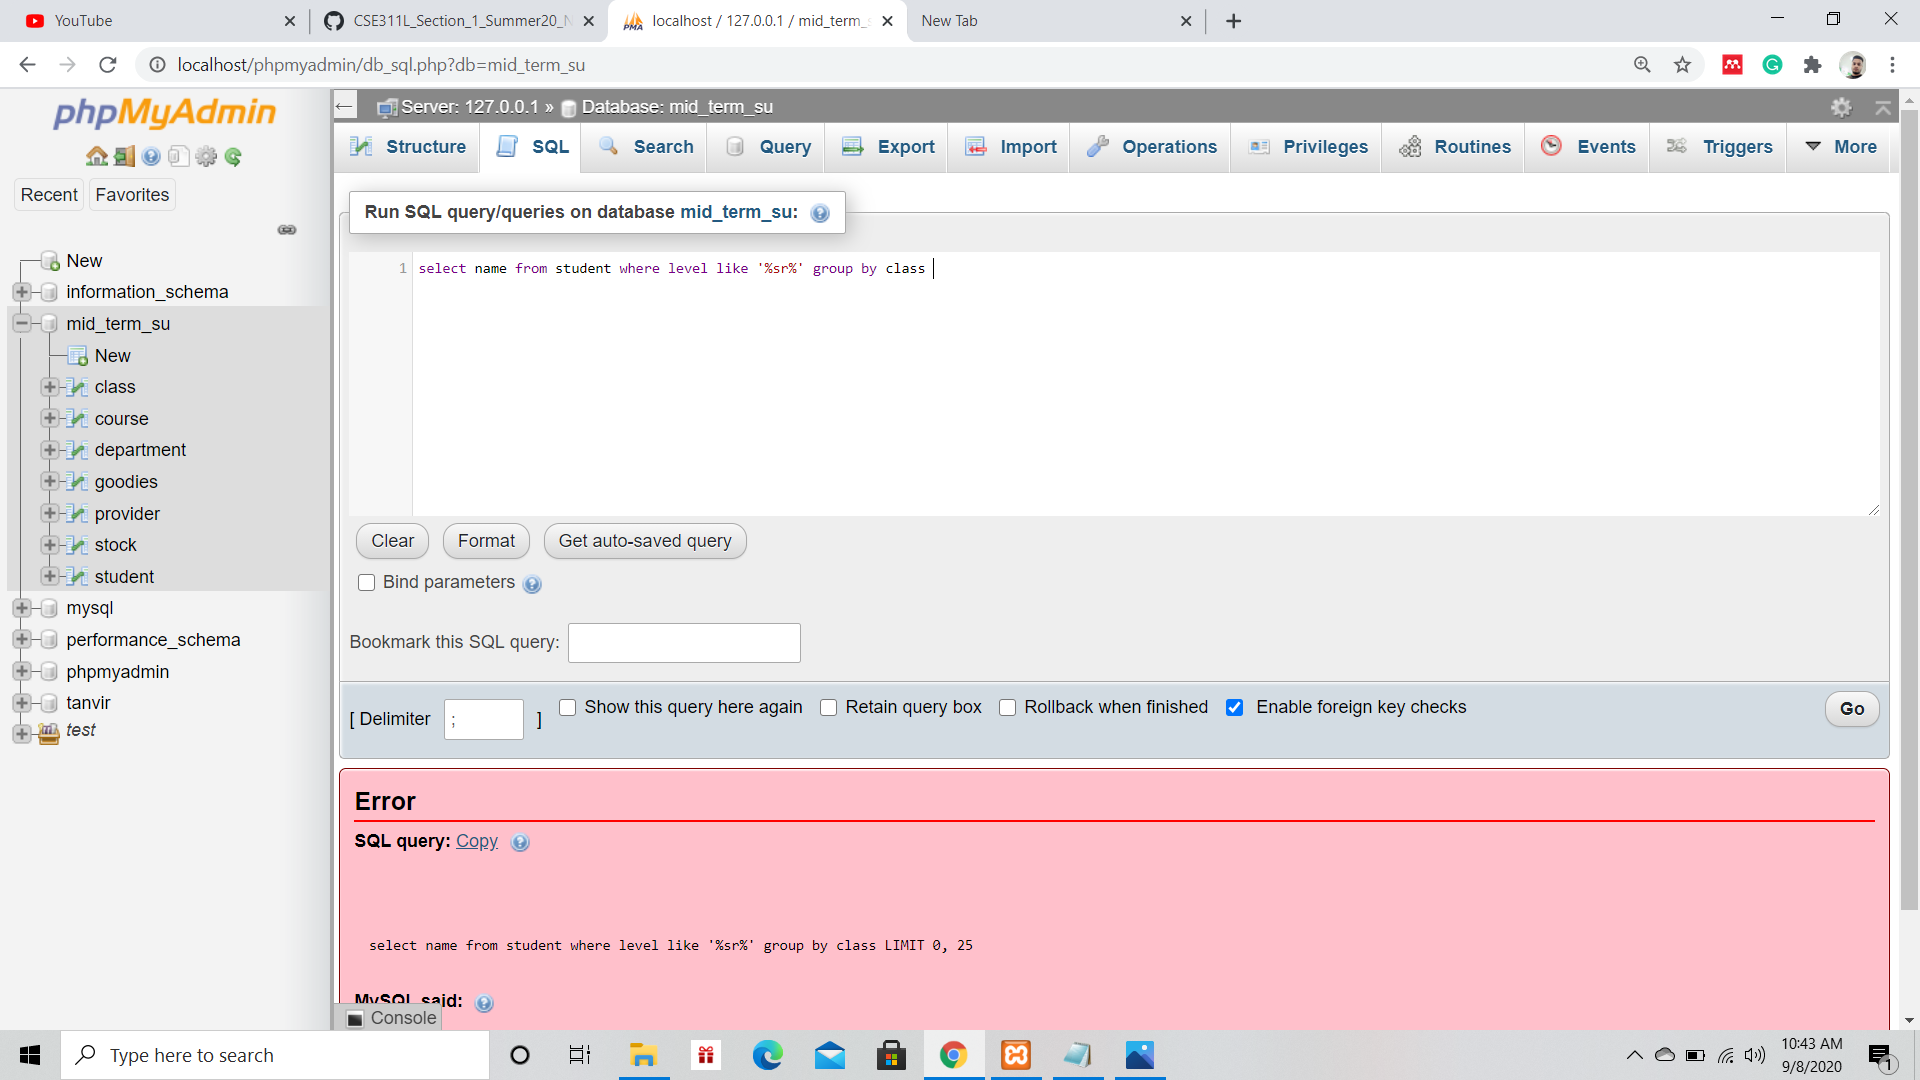 YouTube
CSE311L_Section_1_Summer20_N
localhost / 127.0.0.1 / mid_term_s
New Tab
localhost/phpmyadmin/db_sql.php?db=mid_term_su
phpMyAdmin
Recent
Favorites
New
information_schema
mid_term_su
New
class
course
department
goodies
provider
stock
student
mysql
performance_schema
phpmyadmin
tanvir
test
Server: 127.0.0.1 » Database: mid_term_su
Structure
SQL
Search
Query
Export
Import
Operations
Privileges
Routines
Events
Triggers
More
Run SQL query/queries on database mid_term_su:
1 select name from student where level like '%sr%' group by class
Clear
Format
Get auto-saved query
Bind parameters
Bookmark this SQL query:
[ Delimiter ; ]
Show this query here again
Retain query box
Rollback when finished
Enable foreign key checks
Go
Error
SQL query: Copy
select name from student where level like '%sr%' group by class LIMIT 0, 25
MySQL said:
Console
Type here to search
10:43 AM
9/8/2020
1